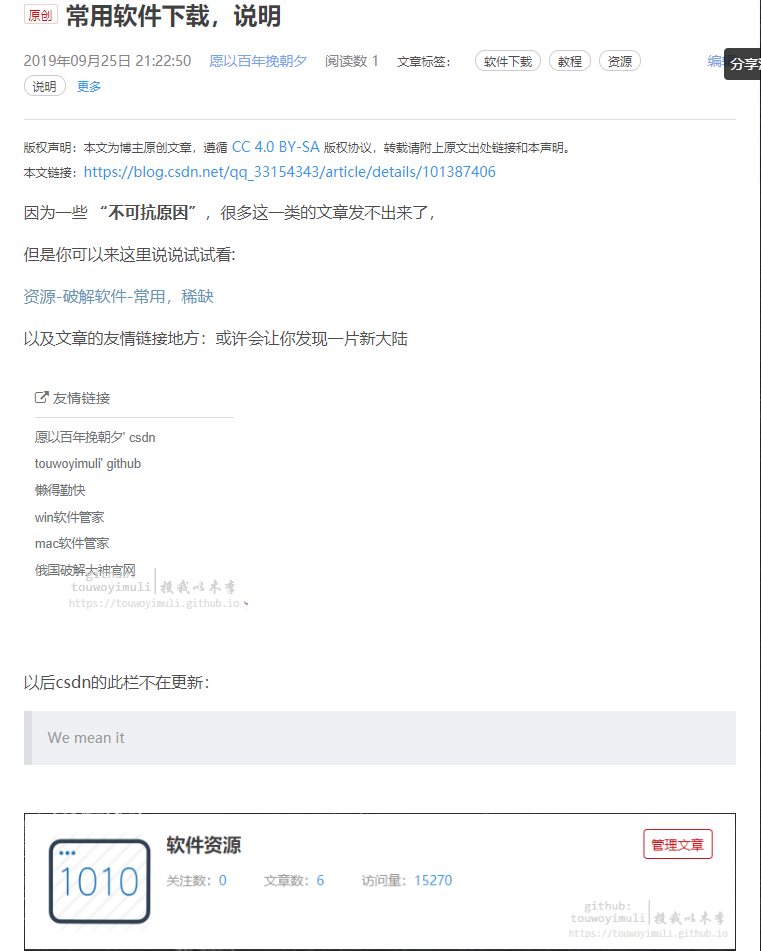 原创 常用软件下载，说明
2019年09月25日 21:22:50 愿以百年挽朝夕 阅读数 1 文章标签： 软件下载 教程 资源
分享
说明 更多
版权声明：本文为博主原创文章，遵循 CC 4.0 BY-SA 版权协议，转载请附上原文出处链接和本声明。
本文链接：https://blog.csdn.net/qq_33154343/article/details/101387406
因为一些 “不可抗原因” ，很多这一类的文章发不出来了，
但是你可以来这里说说试试看:
资源-破解软件-常用，稀缺
以及文章的友情链接地方：或许会让你发现一片新大陆
友情链接
愿以百年挽朝夕' csdn
touwoyimuli' github
懒得勤快
win软件管家
mac软件管家
俄国破解大神官网
github:
touwoyimuli 投我以木李
https://touwoyimuli.github.io
以后csdn的此栏不在更新：
We mean it
1010
软件资源
管理文章
关注数：0 文章数：6 访问量：15270
github:
touwoyimuli 投我以木李
https://touwoyimuli.github.io